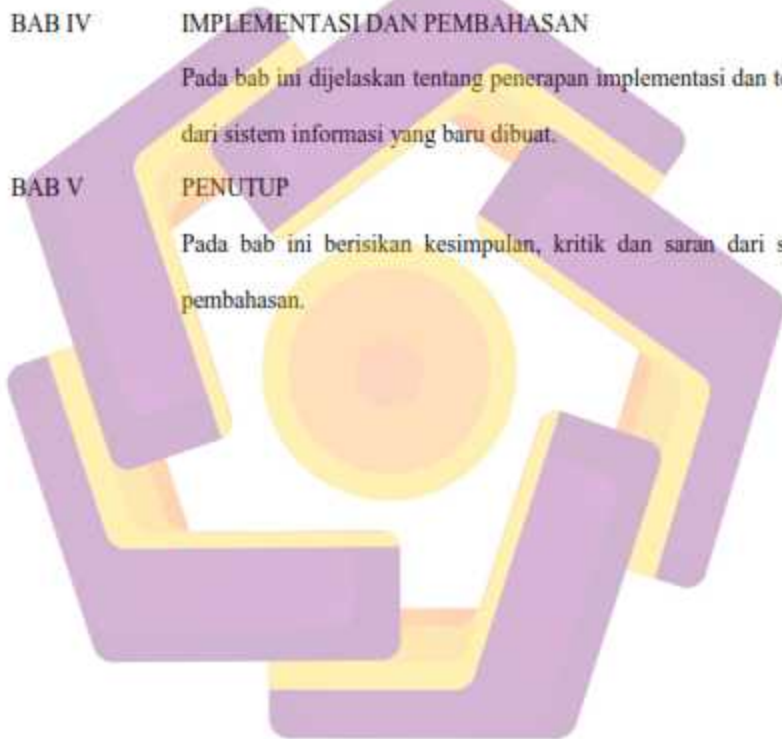 BAB IV IMPLEMENTASI DAN PEMBAHASAN
Pada bab ini dijelaskan tentang penerapan implementasi dan
dari sistem informasi yang baru dibuat.
BAB V PENUTUP
Pada bab ini berisikan kesimpulan, kritik dan saran dari
pembahasan.